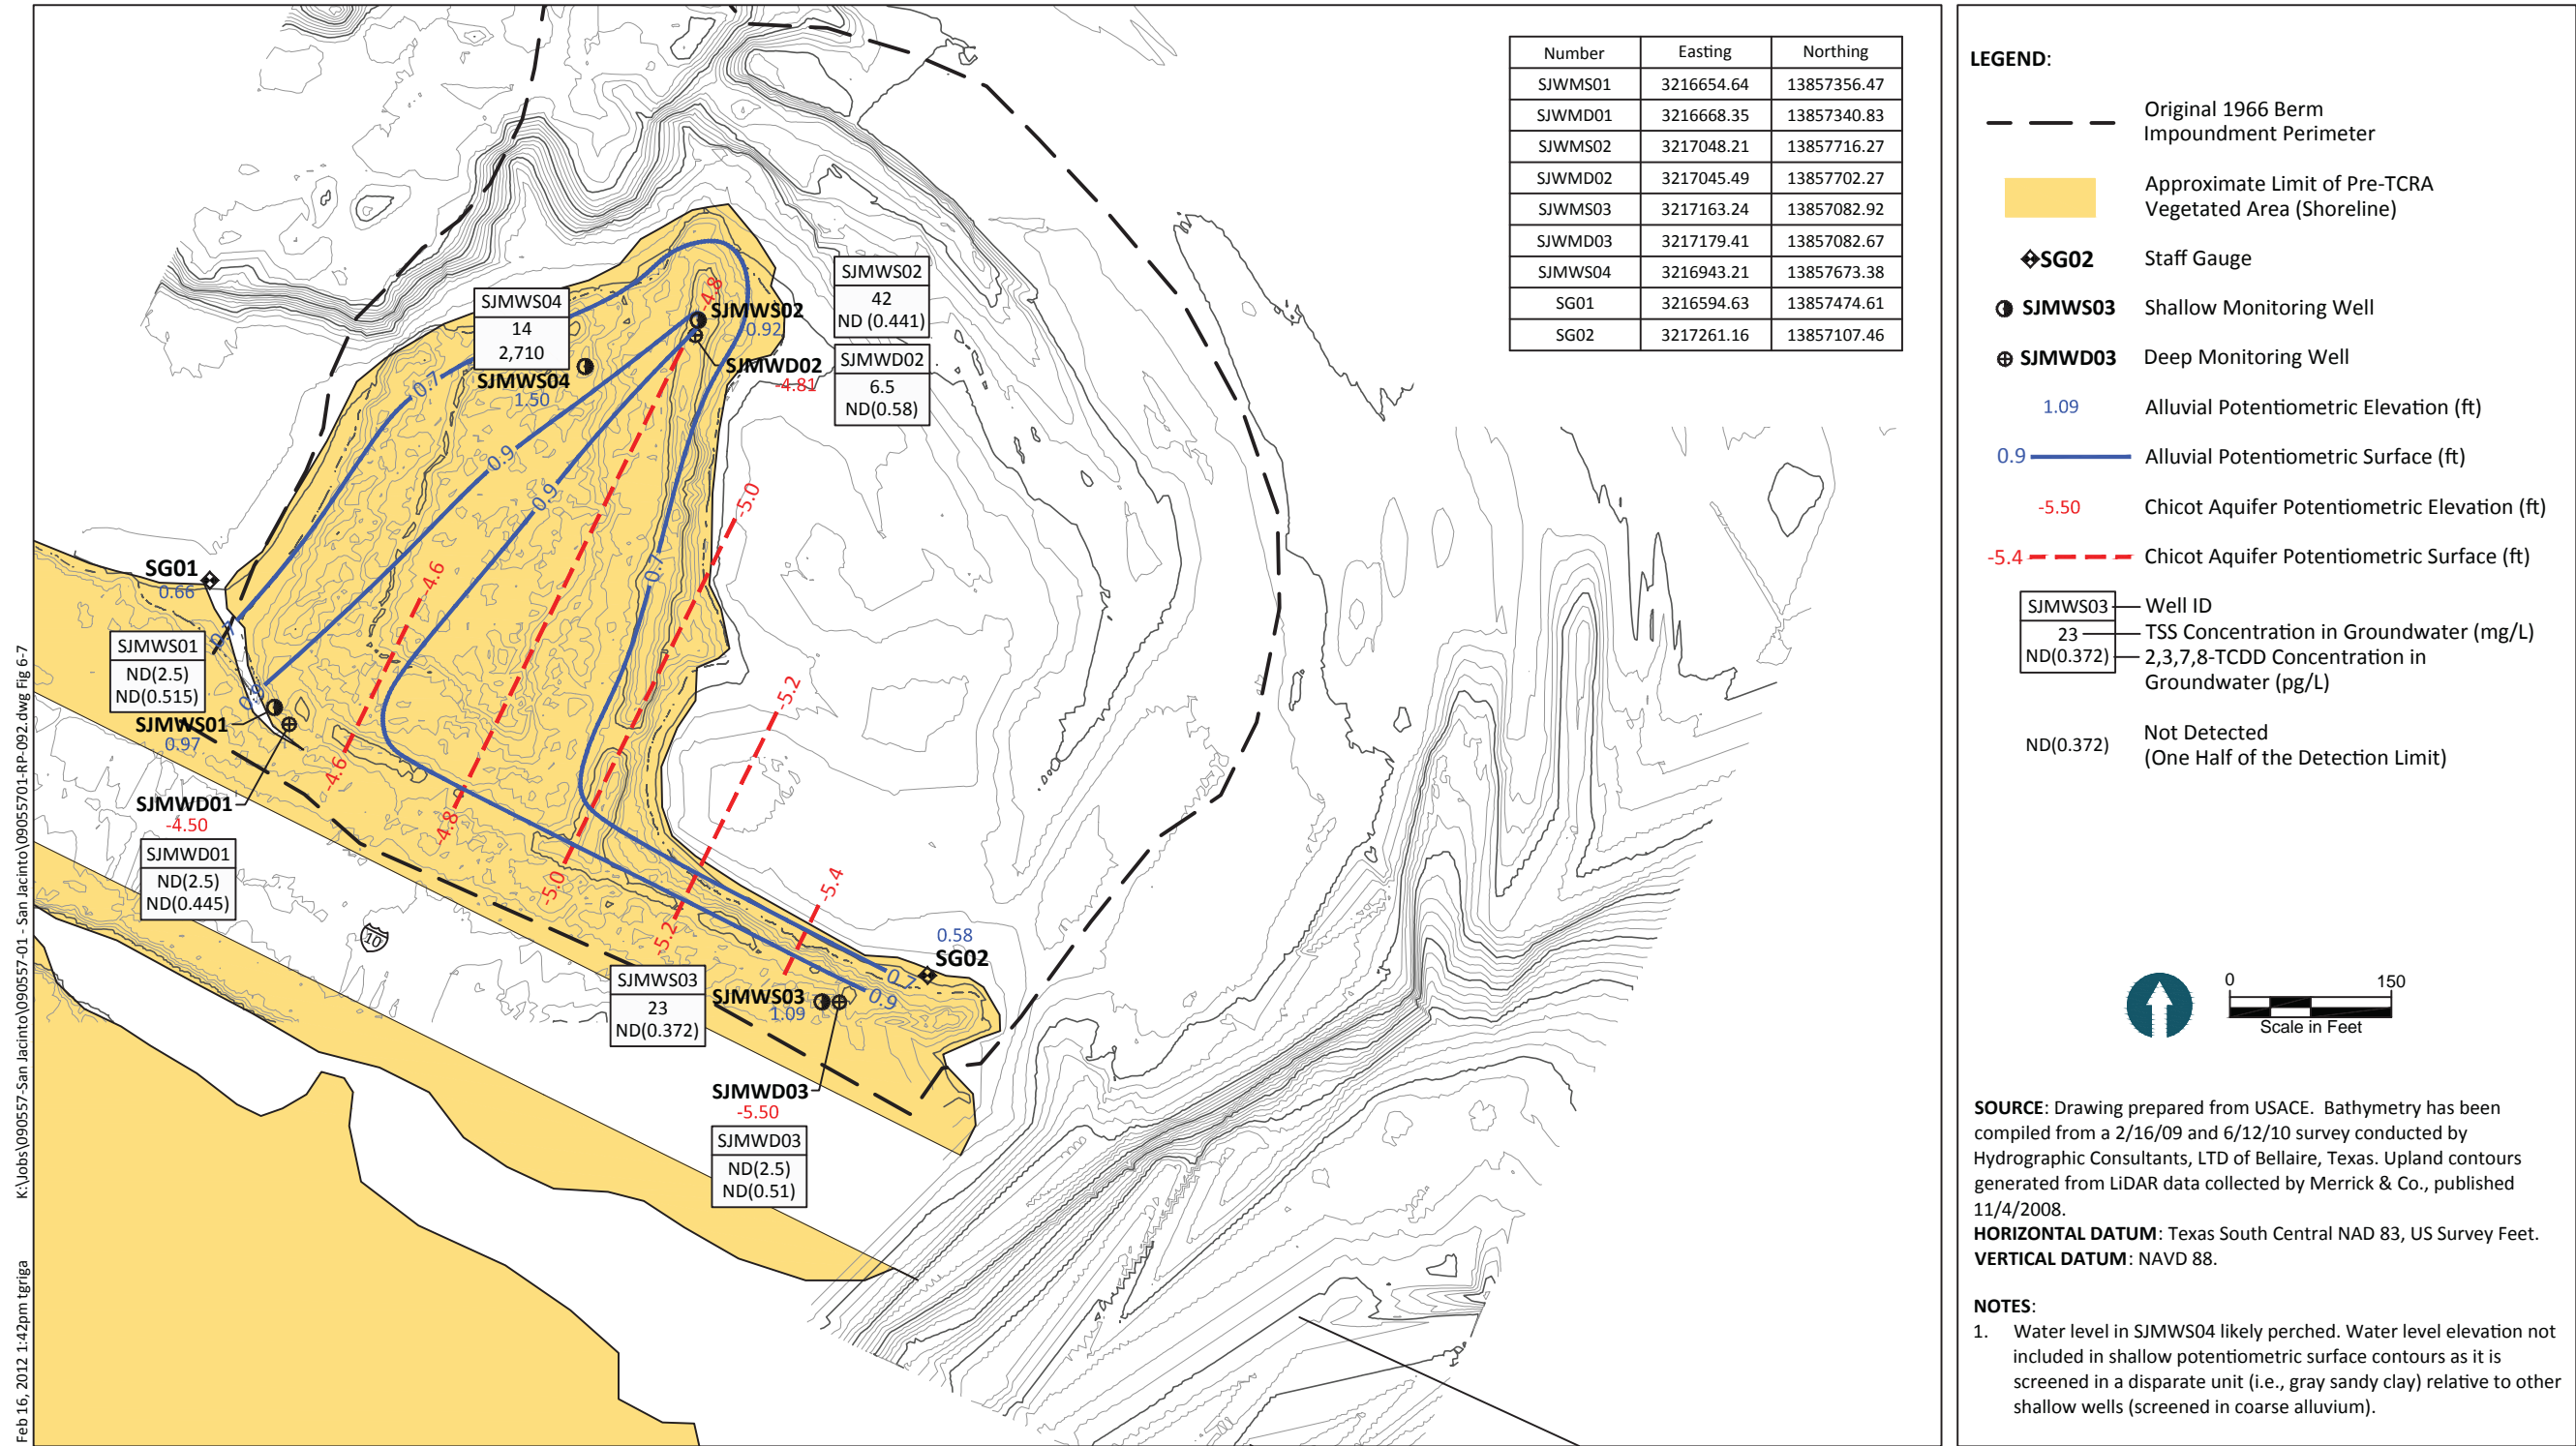 Number Easting Northing
SJWMS01 3216654.64 13857356.47
SJWMD01 3216668.35 13857340.83
SJWMS02 3217048.21 13857716.27
SJWMD02 3217045.49 13857702.27
SJWMS03 3217163.24 13857082.92
SJWMD03 3217179.41 13857082.67
SJMWS04 3216943.21 13857673.38
SG01 3216594.63 13857474.61
SG02 3217261.16 13857107.46
SJMWS02
42
ND (0.441)
SJMWS04
14
2,710
-4.8
SJMWS02
-0.92
SJMWD02
-4.81
SJMWD02
6.5
ND(0.58)
SJMWS04
1.50
0.7
0.9
0.9
-5.0
0.7
-4.6
SG01
0.66
0.7
SJMWS01
ND(2.5)
ND(0.515)
0.9
SJMWS01
0.97
-5.2
-4.6
SJMWD01
-4.50
-4.8
SJMWD01
ND(2.5)
ND(0.445)
-5.0
-5.4
-5.2
10
0.58
SG02
0.7
0.9
SJMWS03
23
ND(0.372)
SJMWS03
1.09
SJMWD03
-5.50
SJMWD03
ND(2.5)
ND(0.51)
K:\Jobs\090557-San Jacinto\090557-01 - San Jacinto\09055701-RP-092.dwg Fig 6-7
Feb 16, 2012 1:42pm tgriga
LEGEND:
Original 1966 Berm
Impoundment Perimeter
Approximate Limit of Pre-TCRA
Vegetated Area (Shoreline)
SG02 Staff Gauge
SJMWS03 Shallow Monitoring Well
SJMWD03 Deep Monitoring Well
1.09 Alluvial Potentiometric Elevation (ft)
0.9 Alluvial Potentiometric Surface (ft)
-5.50 Chicot Aquifer Potentiometric Elevation (ft)
-5.4 Chicot Aquifer Potentiometric Surface (ft)
SJMWS03 Well ID
23 TSS Concentration in Groundwater (mg/L)
ND(0.372) 2,3,7,8-TCDD Concentration in
Groundwater (pg/L)
ND(0.372) Not Detected
(One Half of the Detection Limit)
0 150
Scale in Feet
SOURCE: Drawing prepared from USACE. Bathymetry has been
compiled from a 2/16/09 and 6/12/10 survey conducted by
Hydrographic Consultants, LTD of Bellaire, Texas. Upland contours
generated from LiDAR data collected by Merrick & Co., published
11/4/2008.
HORIZONTAL DATUM: Texas South Central NAD 83, US Survey Feet.
VERTICAL DATUM: NAVD 88.
NOTES:
1. Water level in SJMWS04 likely perched. Water level elevation not
included in shallow potentiometric surface contours as it is
screened in a disparate unit (i.e., gray sandy clay) relative to other
shallow wells (screened in coarse alluvium).